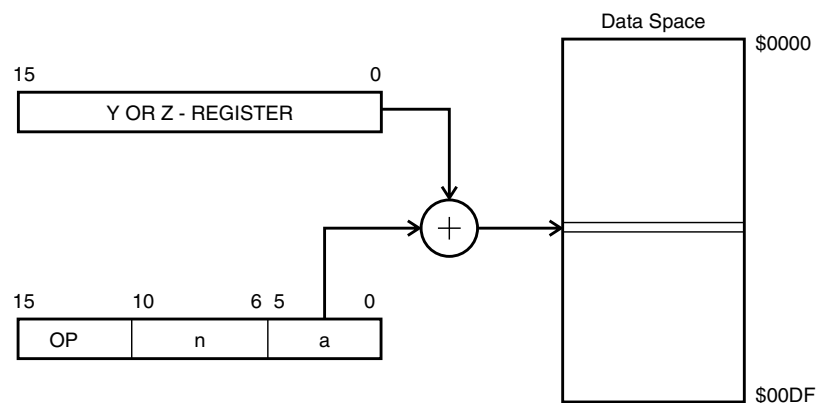 Data Space
$0000
15 0
Y OR Z - REGISTER
+
15 10 6 5 0
OP n a
$00DF